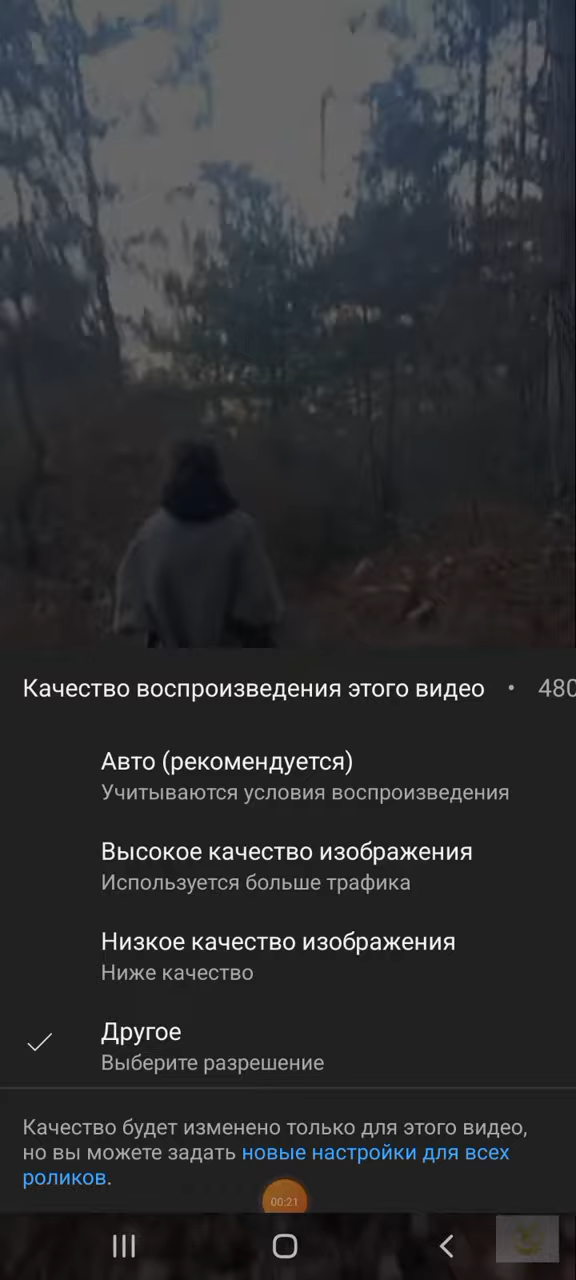 Качество воспроизведения этого видео • 480
Авто (рекомендуется)
Учитываются условия воспроизведения
Высокое качество изображения
Используется больше трафика
Низкое качество изображения
Ниже качество
Другое
Выберите разрешение
Качество будет изменено только для этого видео,
но вы можете задать новые настройки для всех
роликов.
00:21